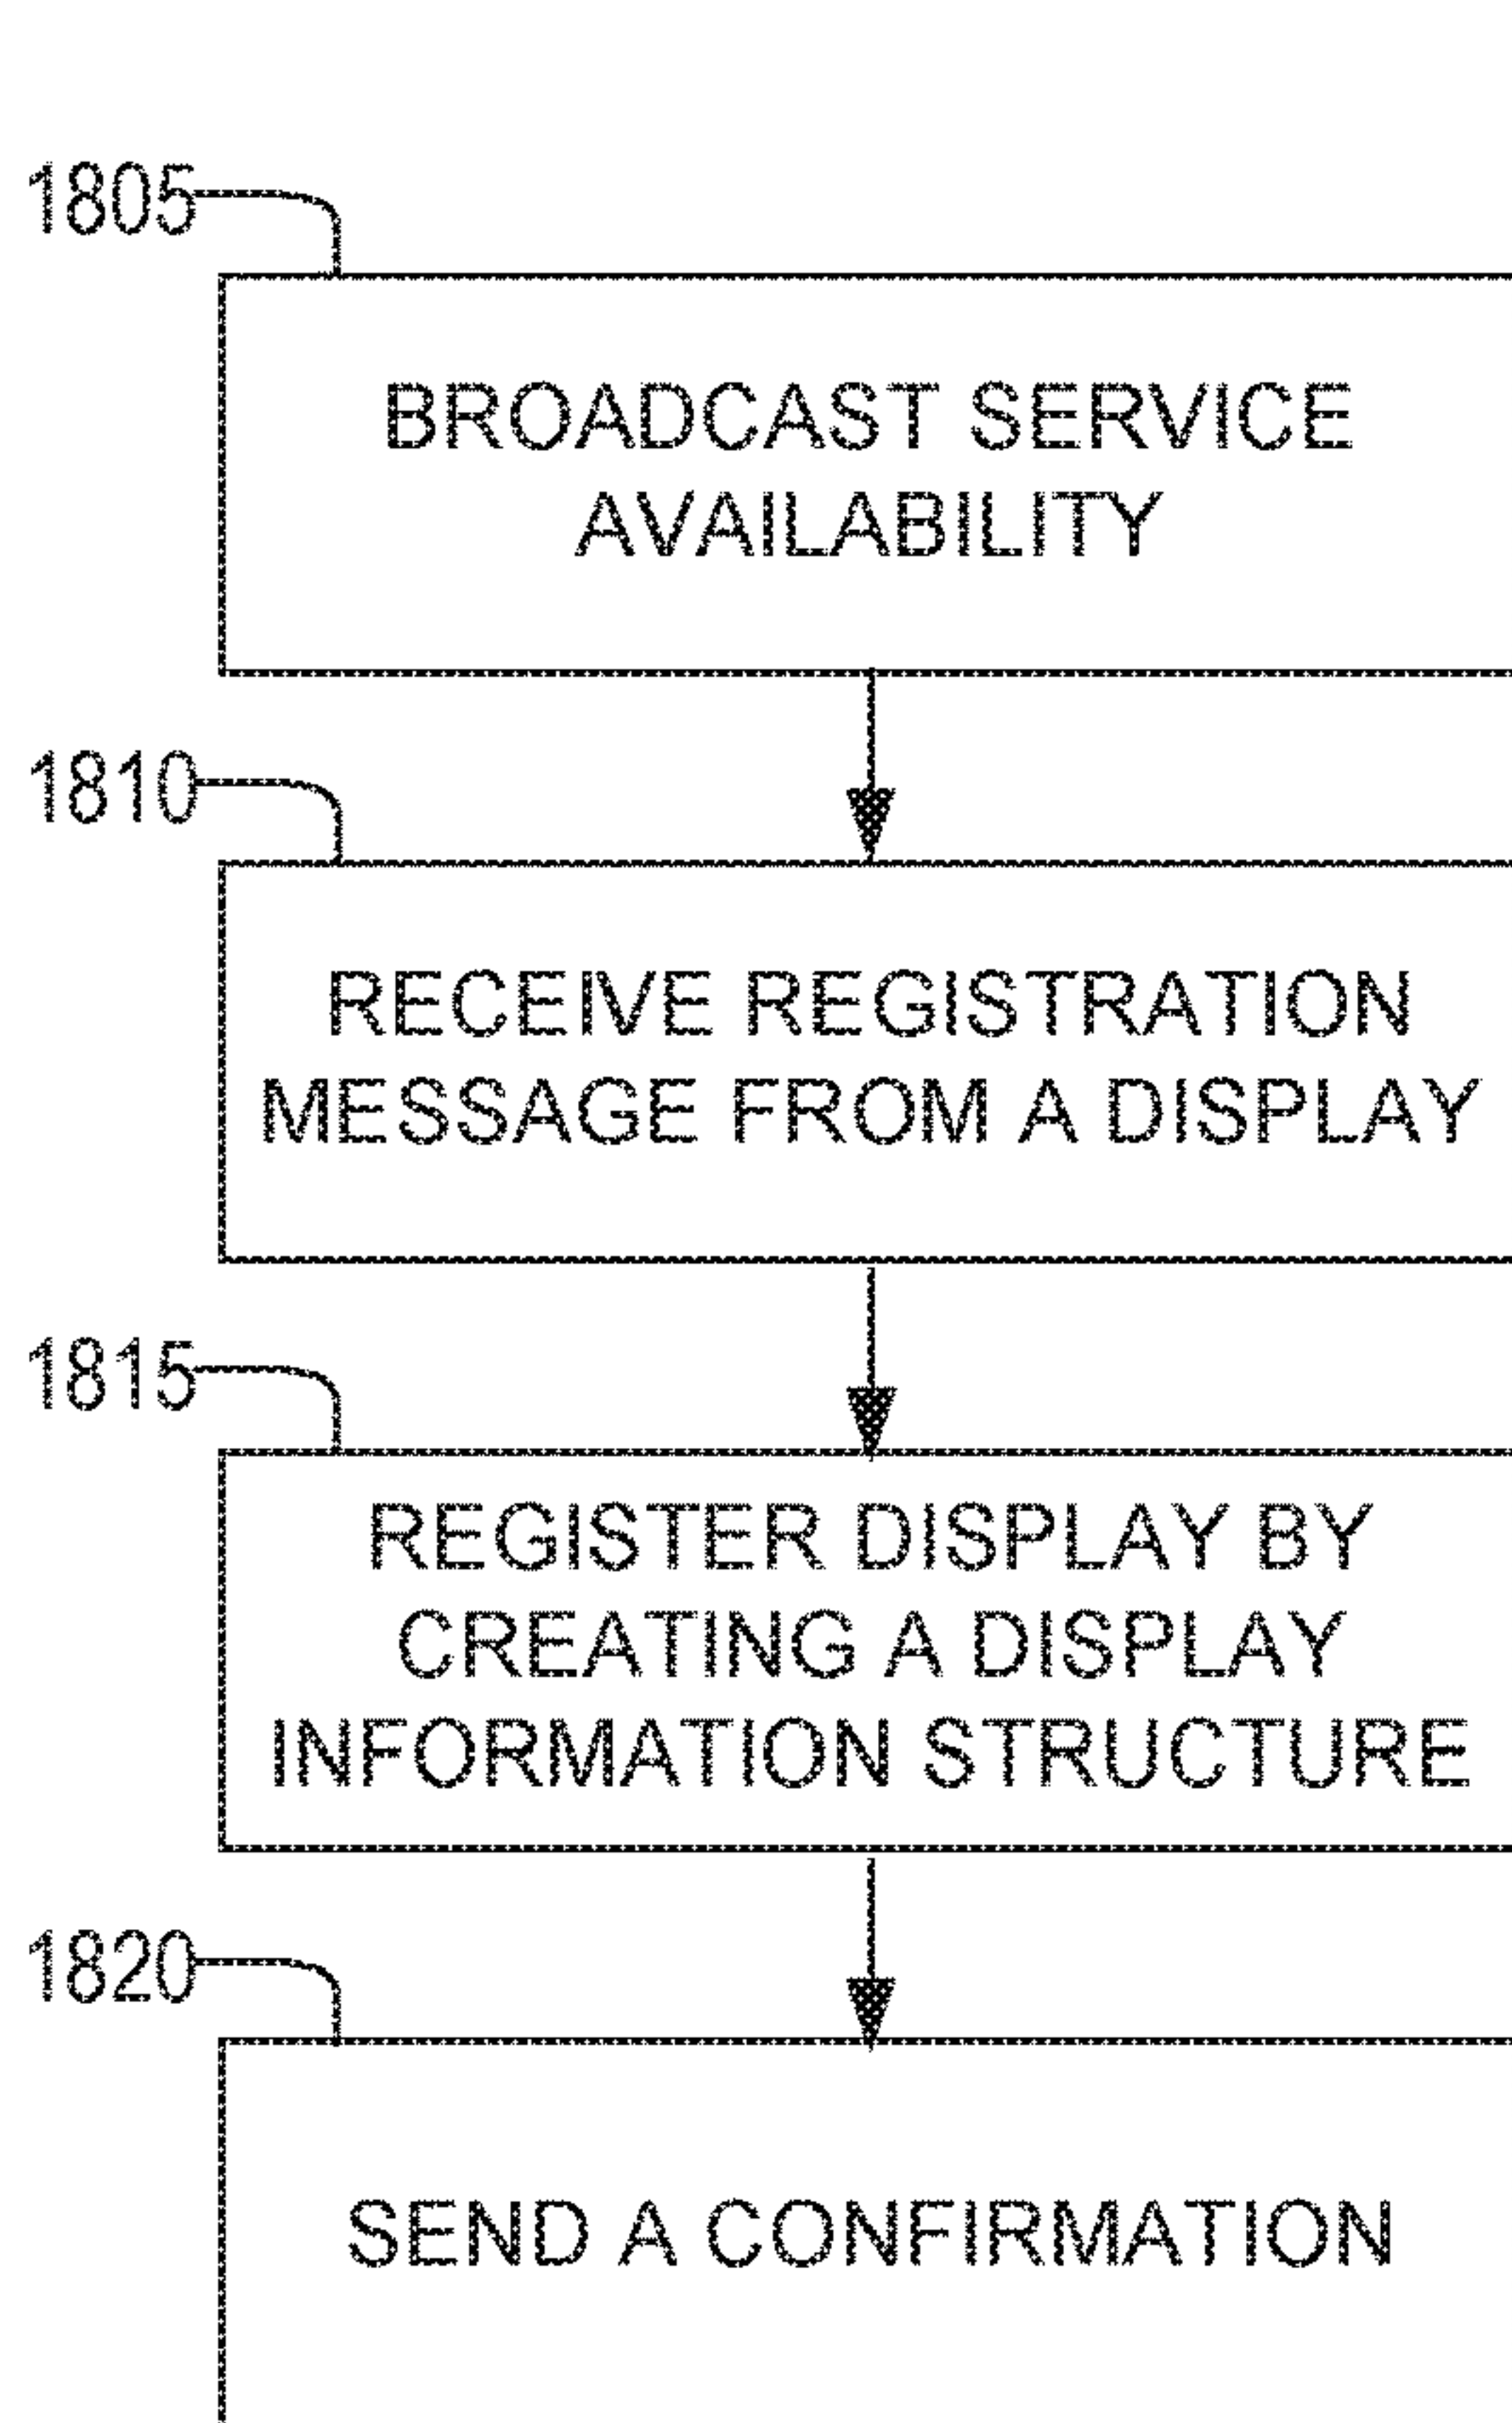 1805
BROADCAST SERVICE
AVAILABILITY
1810
RECEIVE REGISTRATION
MESSAGE FROM A DISPLAY
1815
REGISTER DISPLAY BY
CREATING A DISPLAY
INFORMATION STRUCTURE
1820
SEND A CONFIRMATION